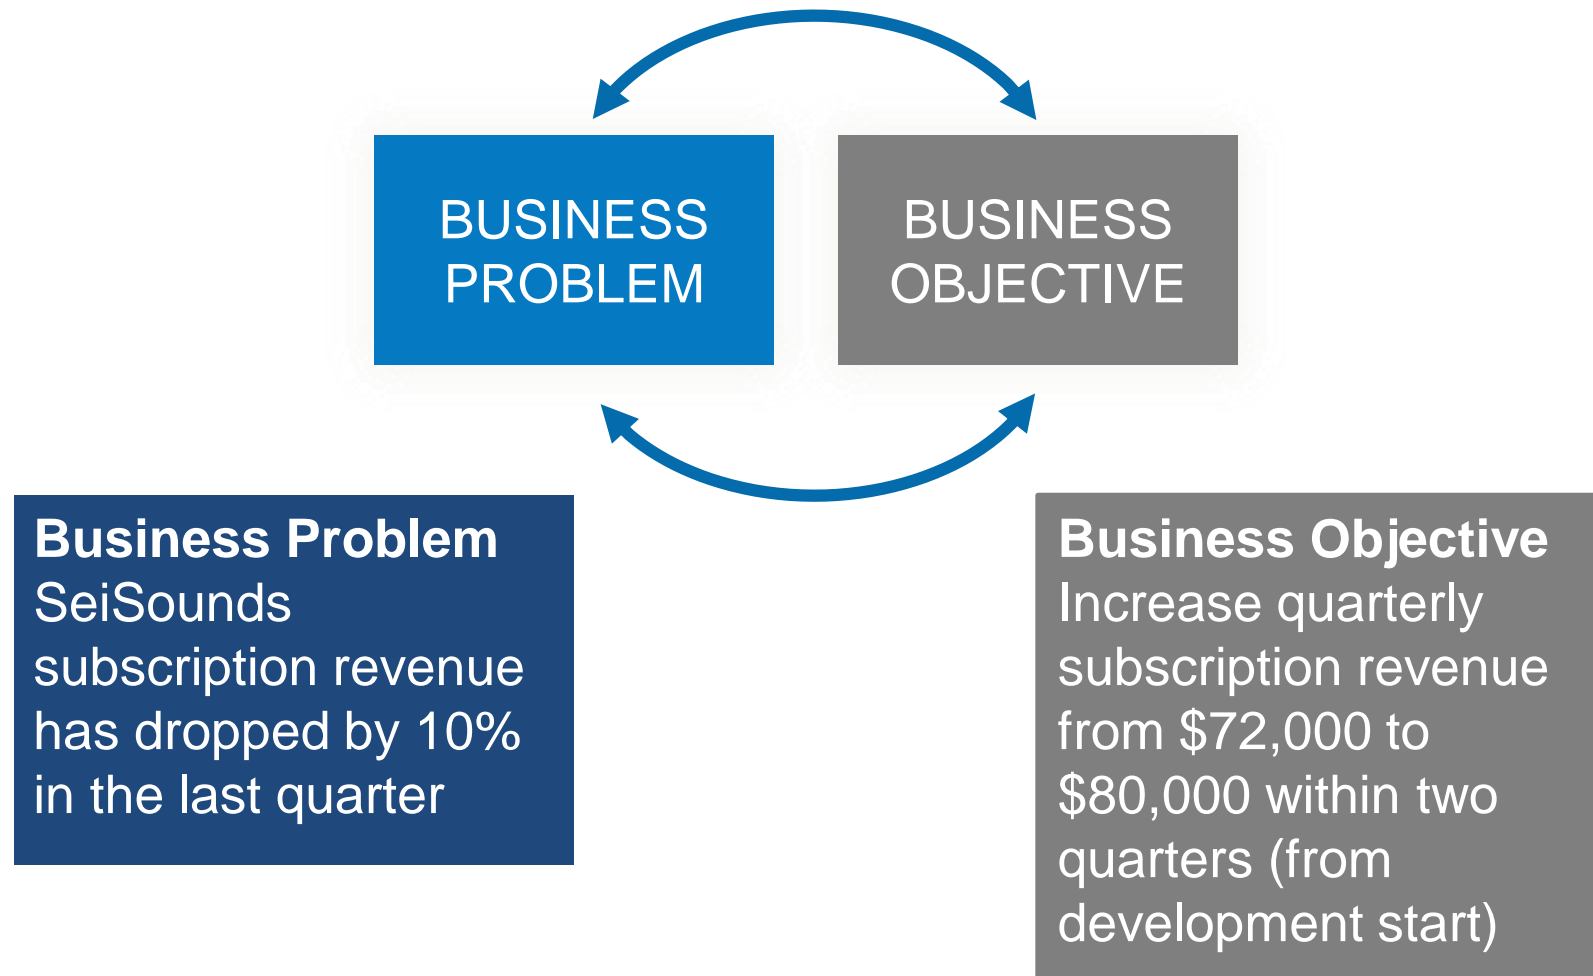 BUSINESS
PROBLEM
BUSINESS
OBJECTIVE
Business Problem
SeiSounds
subscription revenue
has dropped by 10%
in the last quarter
Business Objective
Increase quarterly
subscription revenue
from $72,000 to
$80,000 within two
quarters (from
development start)